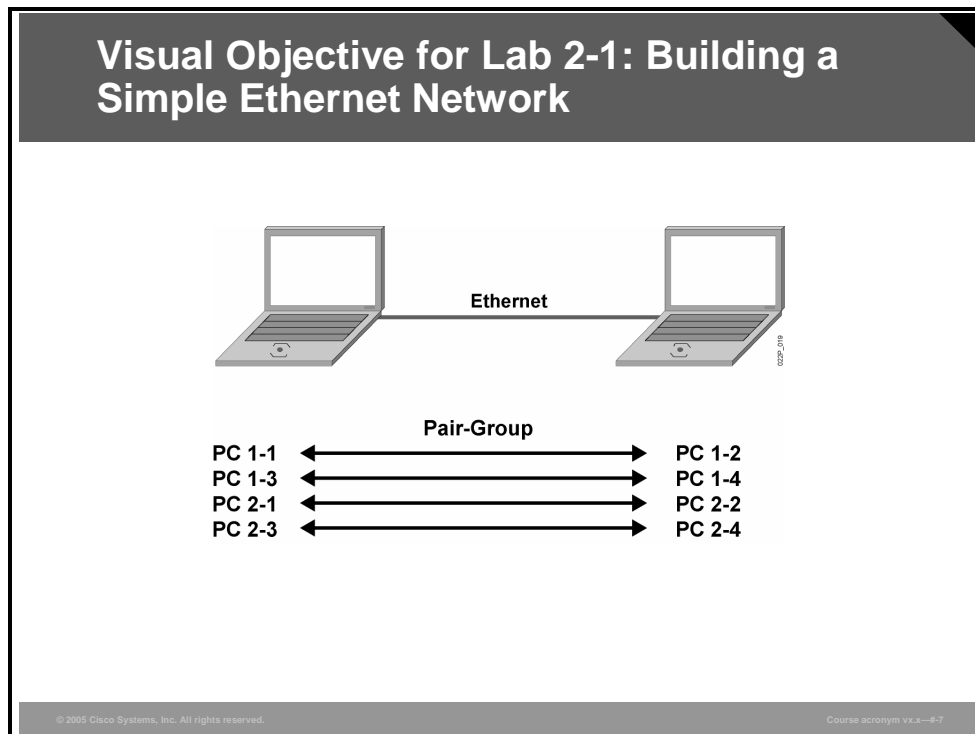 Visual Objective for Lab 2-1: Building a
Simple Ethernet Network
Ethernet
022P_019
Pair-Group
PC 1-1 PC 1-2
PC 1-3 PC 1-4
PC 2-1 PC 2-2
PC 2-3 PC 2-4
© 2005 Cisco Systems, Inc. All rights reserved. Course acronym vx.x—#-7